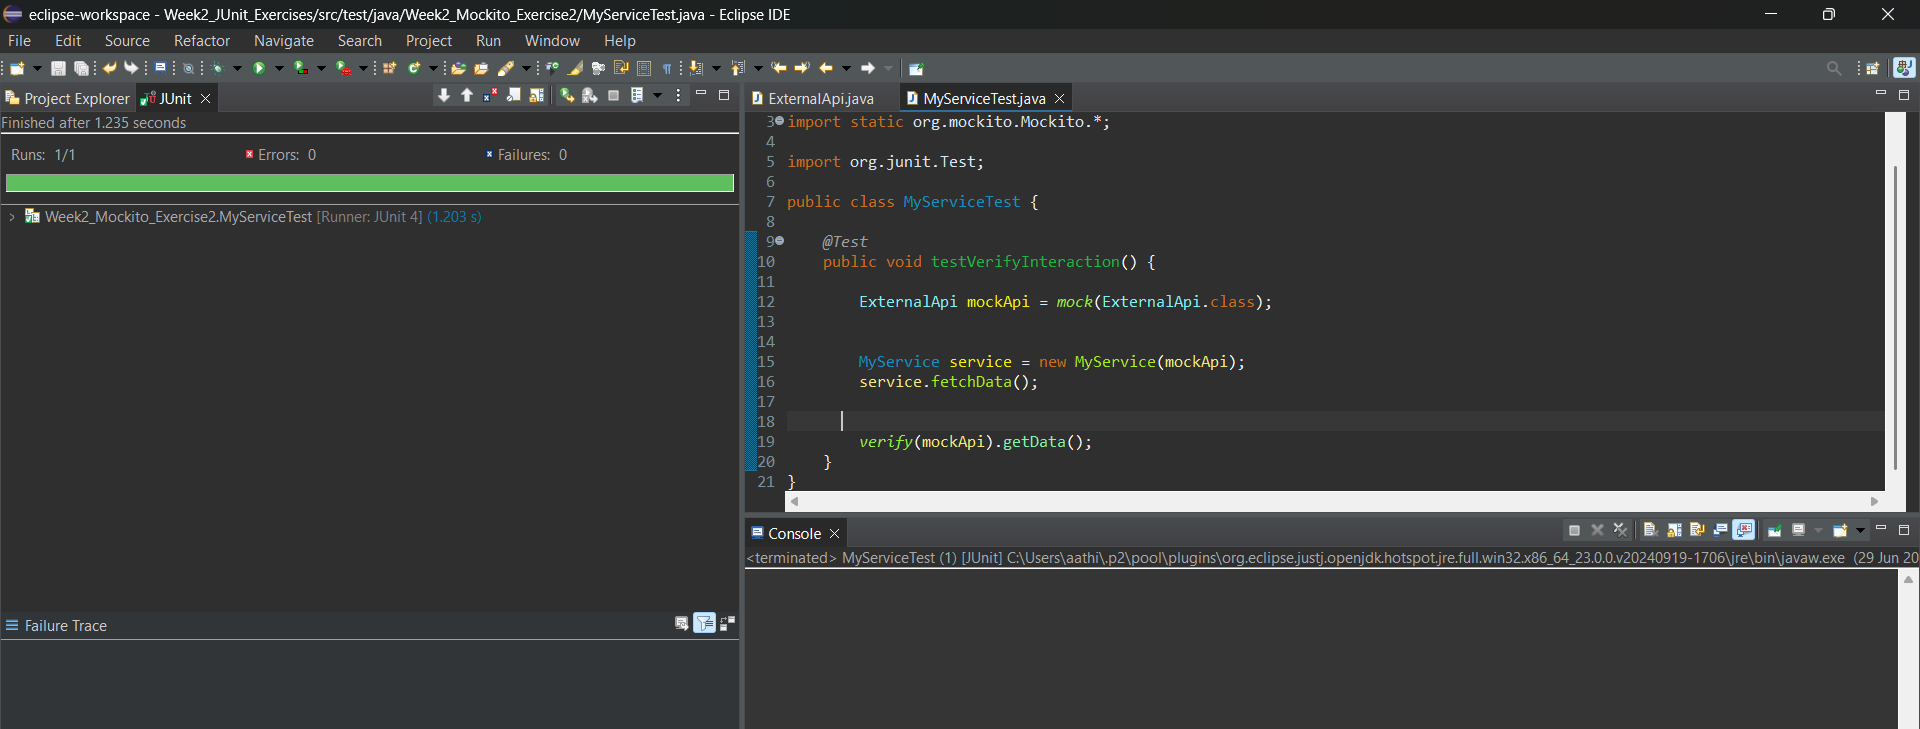 eclipse-workspace - Week2_JUnit_Exercises/src/test/java/Week2_Mockito_Exercise2/MyServiceTest.java - Eclipse IDE
File Edit Source Refactor Navigate Search Project Run Window Help
Project Explorer JUnit
Finished after 1.235 seconds
Runs: 1/1 Errors: 0 Failures: 0
Week2_Mockito_Exercise2.MyServiceTest [Runner: JUnit 4] (1.203 s)
Failure Trace
ExternalApi.java MyServiceTest.java
3 import static org.mockito.Mockito.*;
4
5 import org.junit.Test;
6
7 public class MyServiceTest {
8
9 @Test
10 public void testVerifyInteraction() {
11
12 ExternalApi mockApi = mock(ExternalApi.class);
13
14
15 MyService service = new MyService(mockApi);
16 service.fetchData();
17
18
19 verify(mockApi).getData();
20 }
21 }
Console
<terminated> MyServiceTest (1) [JUnit] C:\Users\aathi\.p2\pool\plugins\org.eclipse.justj.openjdk.hotspot.jre.full.win32.x86_64_23.0.0.v20240919-1706\jre\bin\javaw.exe (29 Jun 20